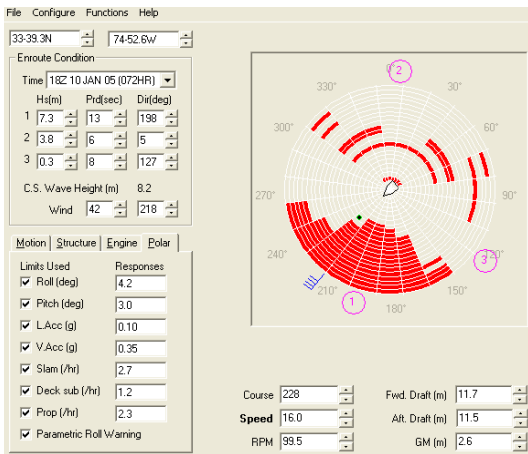 File Configure Functions Help
33-39.3N 74-52.6W
Enroute Condition
Time 18Z 10 JAN 05 (072HR)
Hs(m) Prd(sec) Dir(deg)
1 7.3 13 198
2 3.8 6 5
3 0.3 8 127
C.S. Wave Height (m) 8.2
Wind 42 218
Motion Structure Engine Polar
Limits Used Responses
Roll (deg) 4.2
Pitch (deg) 3.0
L.Acc (g) 0.10
V.Acc (g) 0.35
Slam (/hr) 2.7
Deck sub (/hr) 1.2
Prop (/hr) 2.3
Parametric Roll Warning
2
0°
330° 30°
300° 60°
270° 90°
240° 120°
3
210° 150°
1
180°
Course 228 Fwd. Draft (m) 11.7
Speed 16.0 Aft. Draft (m) 11.5
RPM 99.5 GM (m) 2.6